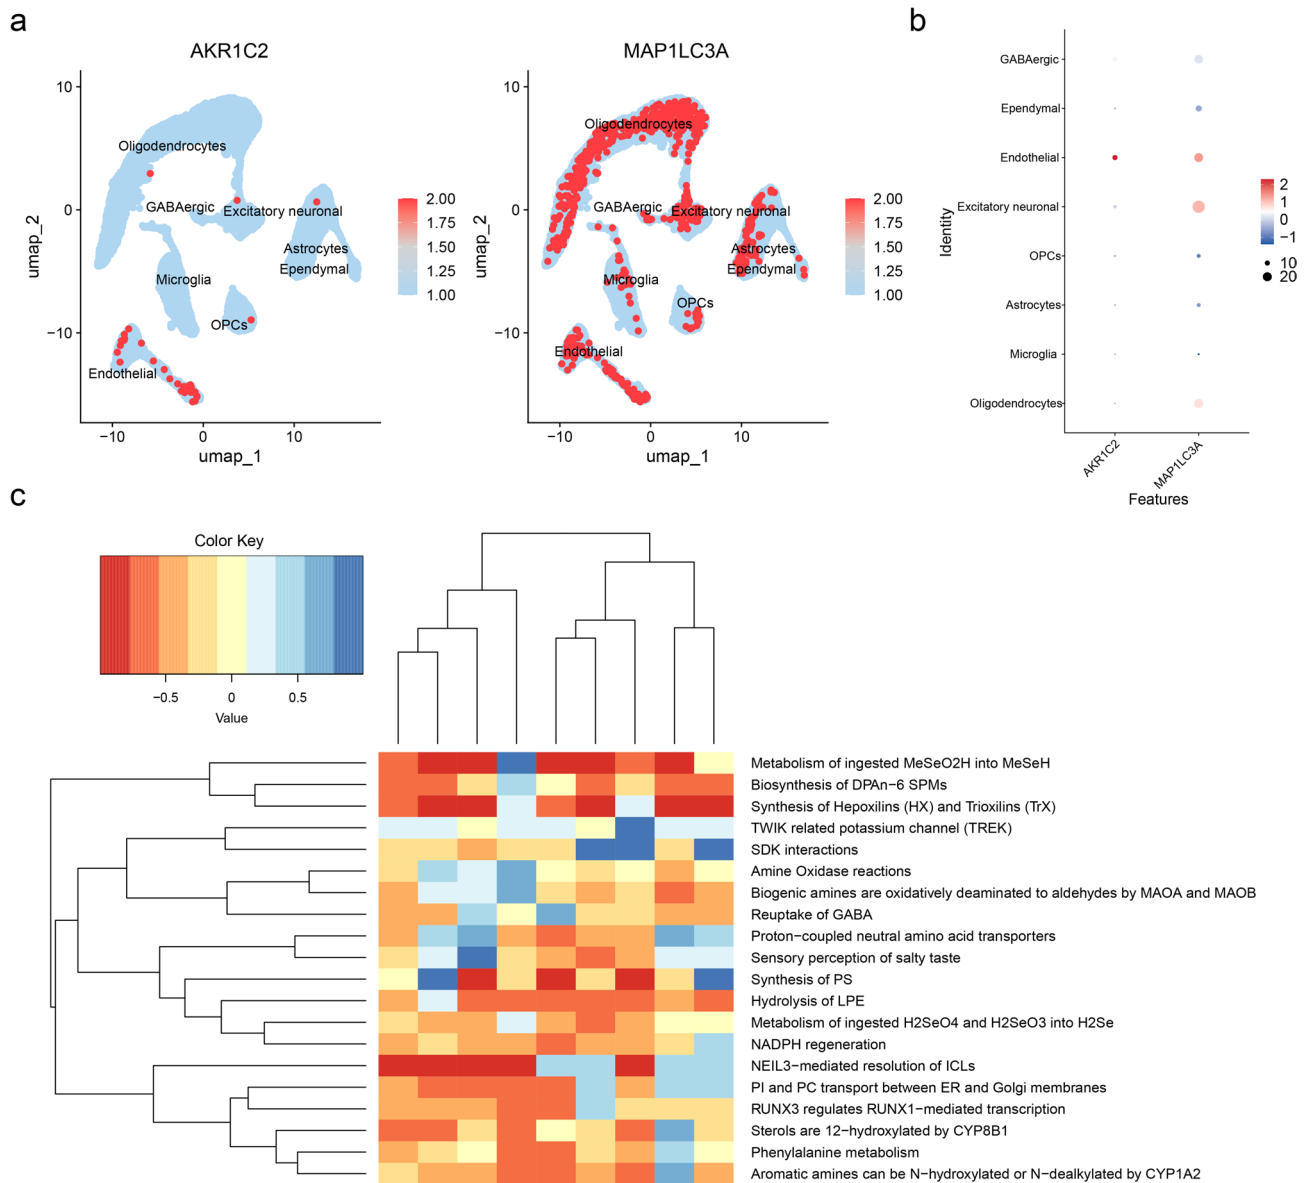 a
AKR1C2
10
0
−10
umap_2
−10
0
10
umap_1
Oligodendrocytes
GABAergic
Excitatory neuronal
Astrocytes
Ependymal
Microglia
OPCs
Endothelial
2.00
1.75
1.50
1.25
1.00
MAP1LC3A
10
0
−10
umap_2
−10
0
10
umap_1
Oligodendrocytes
GABAergic
Excitatory neuronal
Astrocytes
Ependymal
Microglia
OPCs
Endothelial
2.00
1.75
1.50
1.25
1.00
b
Identity
GABAergic
Ependymal
Endothelial
Excitatory neuronal
OPCs
Astrocytes
Microglia
Oligodendrocytes
AKR1C2
MAP1LC3A
Features
2
1
0
−1
10
20
c
Color Key
−0.5
0
0.5
Value
Metabolism of ingested MeSeO2H into MeSeH
Biosynthesis of DPAn−6 SPMs
Synthesis of Hepoxilins (HX) and Trioxilins (TrX)
TWIK related potassium channel (TREK)
SDK interactions
Amine Oxidase reactions
Biogenic amines are oxidatively deaminated to aldehydes by MAOA and MAOB
Reuptake of GABA
Proton−coupled neutral amino acid transporters
Sensory perception of salty taste
Synthesis of PS
Hydrolysis of LPE
Metabolism of ingested H2SeO4 and H2SeO3 into H2Se
NADPH regeneration
NEIL3−mediated resolution of ICLs
PI and PC transport between ER and Golgi membranes
RUNX3 regulates RUNX1−mediated transcription
Sterols are 12−hydroxylated by CYP8B1
Phenylalanine metabolism
Aromatic amines can be N−hydroxylated or N−dealkylated by CYP1A2